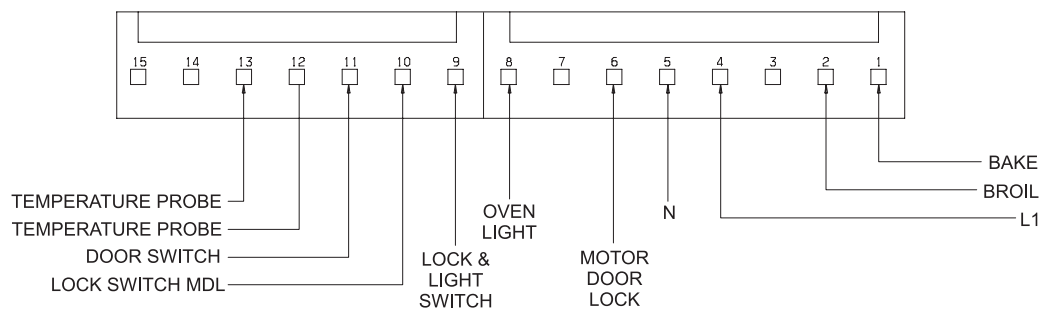 15 14 13 12 11 10 9 8 7 6 5 4 3 2 1
BAKE
TEMPERATURE PROBE
BROIL
TEMPERATURE PROBE
L1
DOOR SWITCH
LOCK SWITCH MDL
LOCK &
LIGHT
SWITCH
OVEN
LIGHT
MOTOR
DOOR
LOCK
N